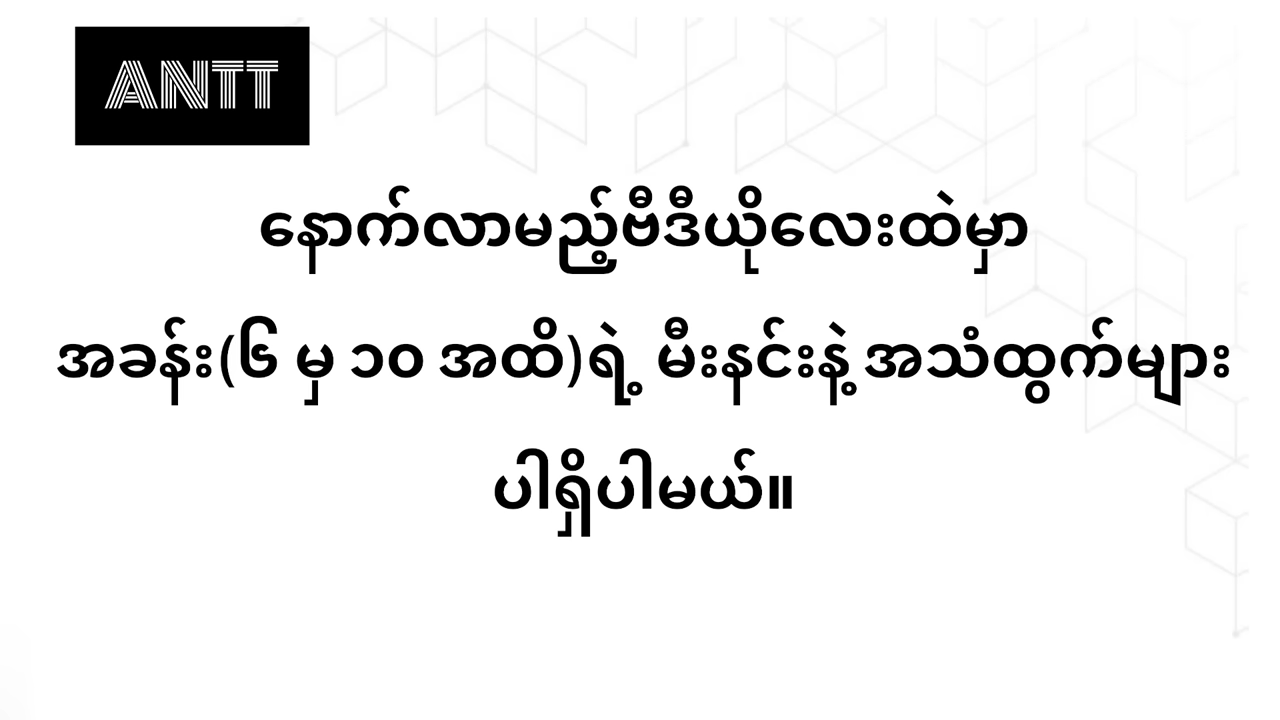 ANTT
နောက်လာမည့်ဗီဒီယိုလေးထဲမှာ
အခန်း(၆ မှ ၁၀ အထိ)ရဲ့ မီးနင်းနဲ့ အသံထွက်များ
ပါရှိပါမယ်။